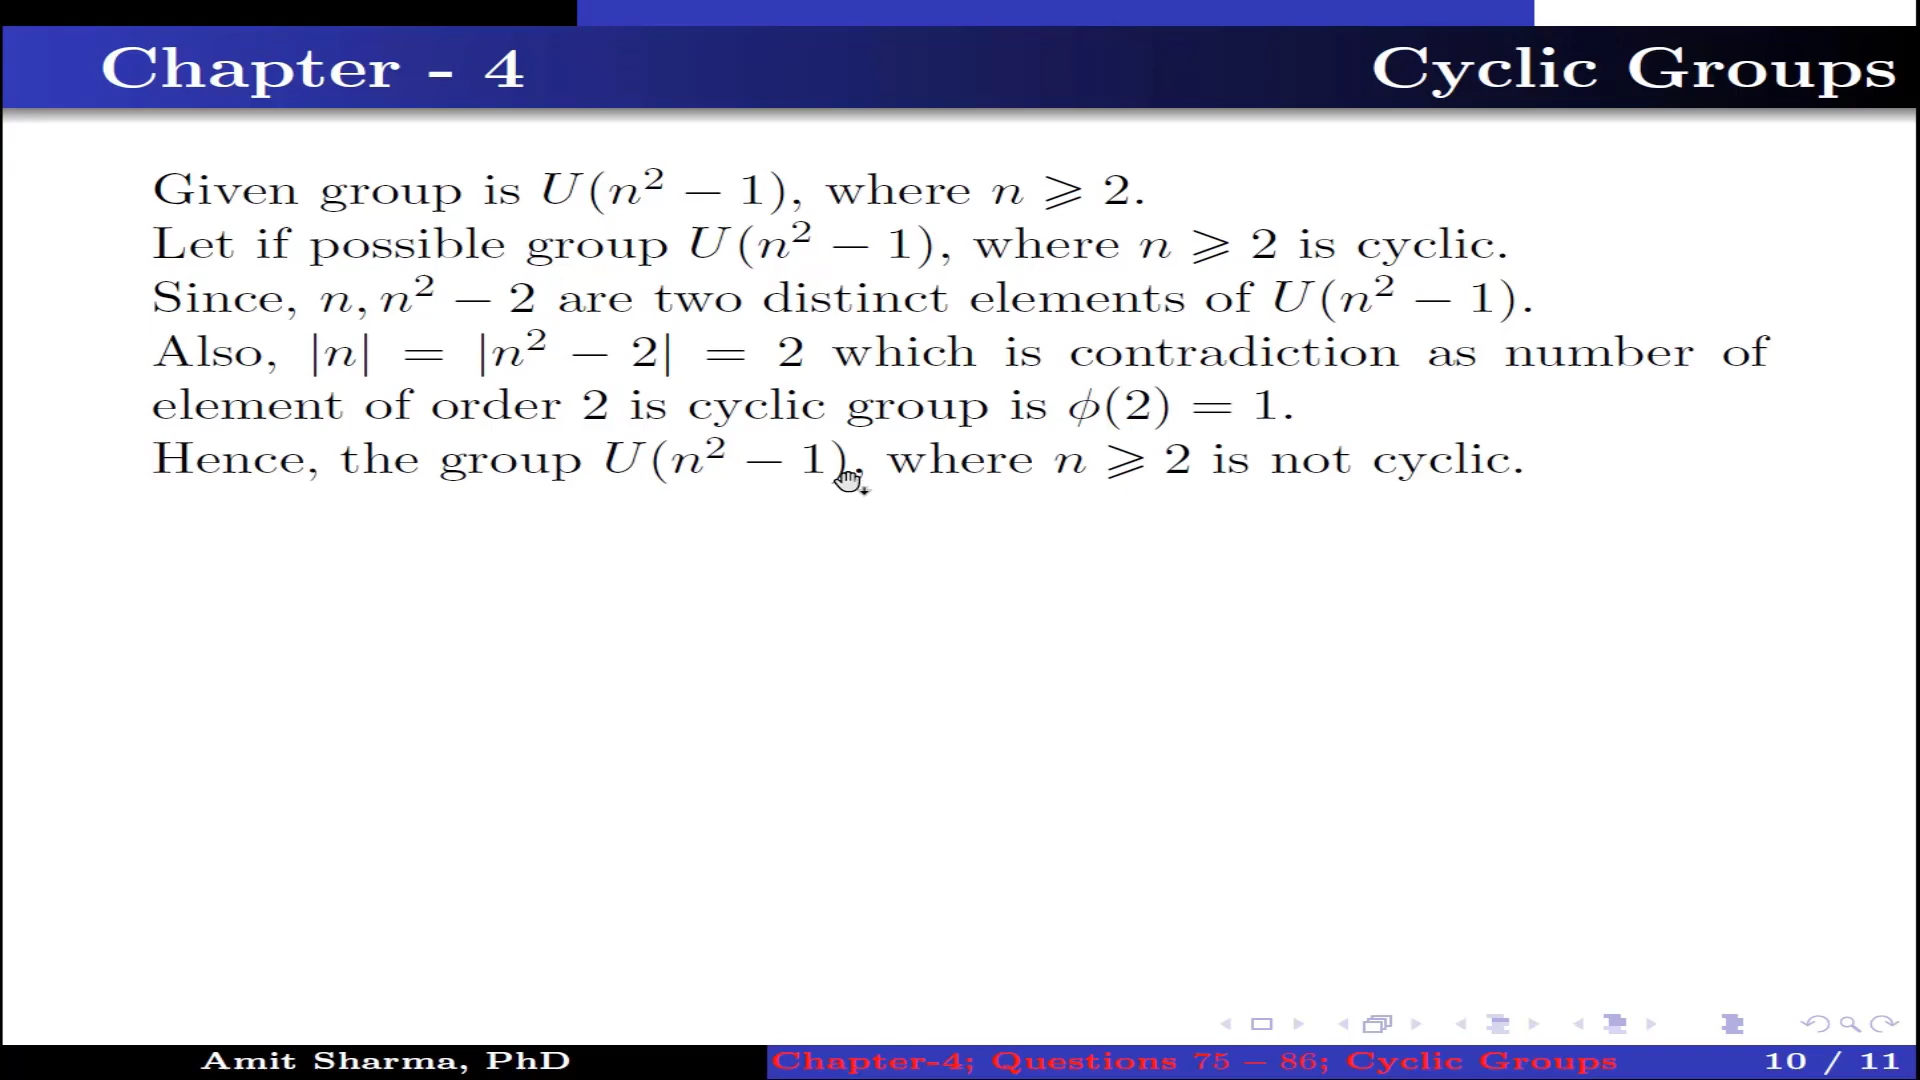 Chapter - 4 Cyclic Groups
Given group is U(n² − 1), where n ⩾ 2.
Let if possible group U(n² − 1), where n ⩾ 2 is cyclic.
Since, n, n² − 2 are two distinct elements of U(n² − 1).
Also, |n| = |n² − 2| = 2 which is contradiction as number of
element of order 2 is cyclic group is ϕ(2) = 1.
Hence, the group U(n² − 1), where n ⩾ 2 is not cyclic.
Amit Sharma, PhD Chapter-4; Questions 75 − 86; Cyclic Groups 10 / 11